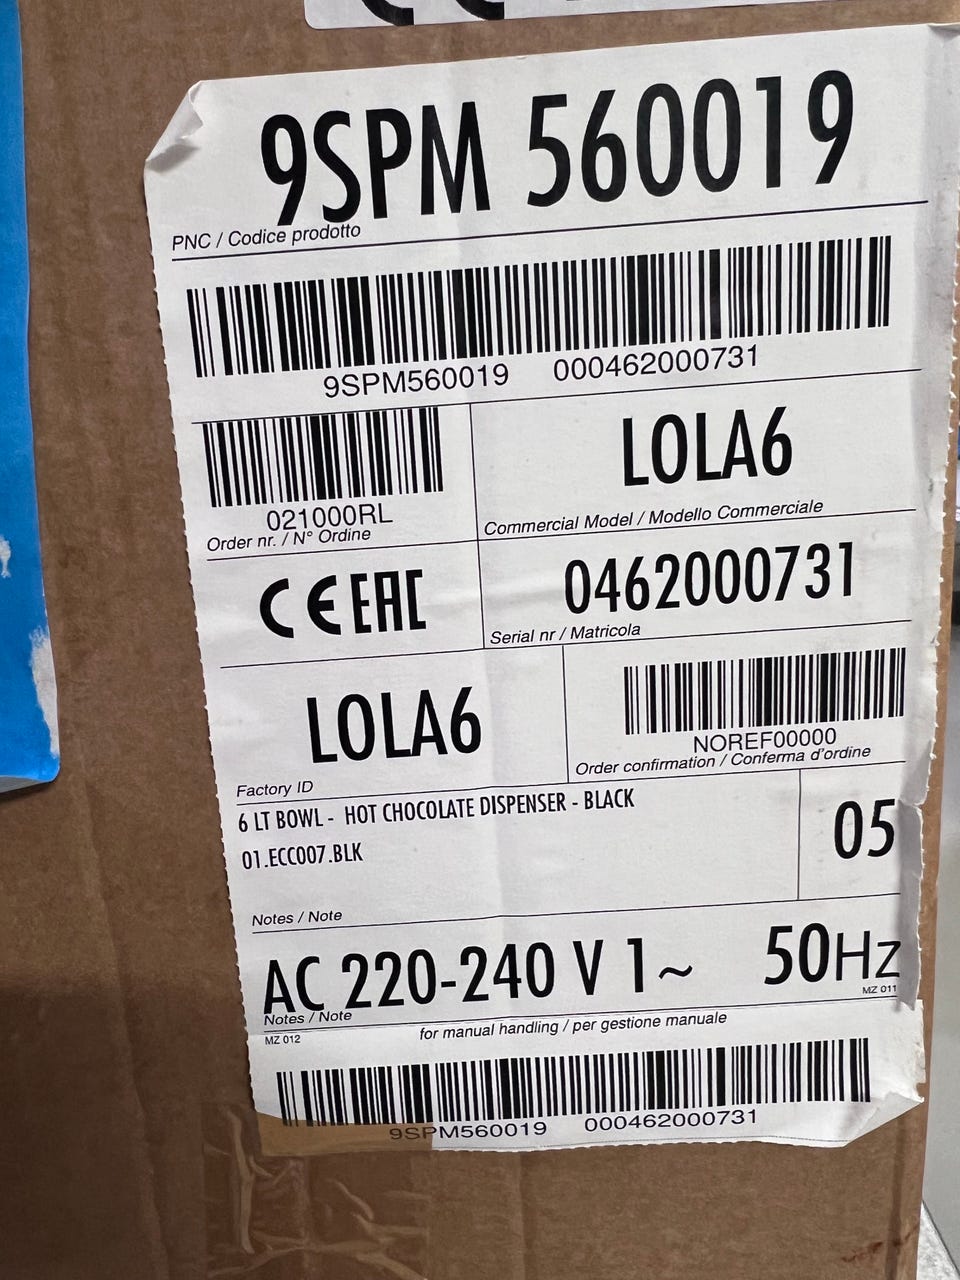 CE
9SPM 560019
PNC / Codice prodotto
9SPM560019 000462000731
021000RL
Order nr. / N° Ordine
LOLA6
Commercial Model / Modello Commerciale
CE EAC
0462000731
Serial nr / Matricola
LOLA6
Factory ID
NOREF00000
Order confirmation / Conferma d'ordine
6 LT BOWL - HOT CHOCOLATE DISPENSER - BLACK
01.ECC007.BLK
05
Notes / Note
AC 220-240 V 1~ 50Hz
Notes / Note
MZ 011
MZ 012
for manual handling / per gestione manuale
9SPM560019 000462000731